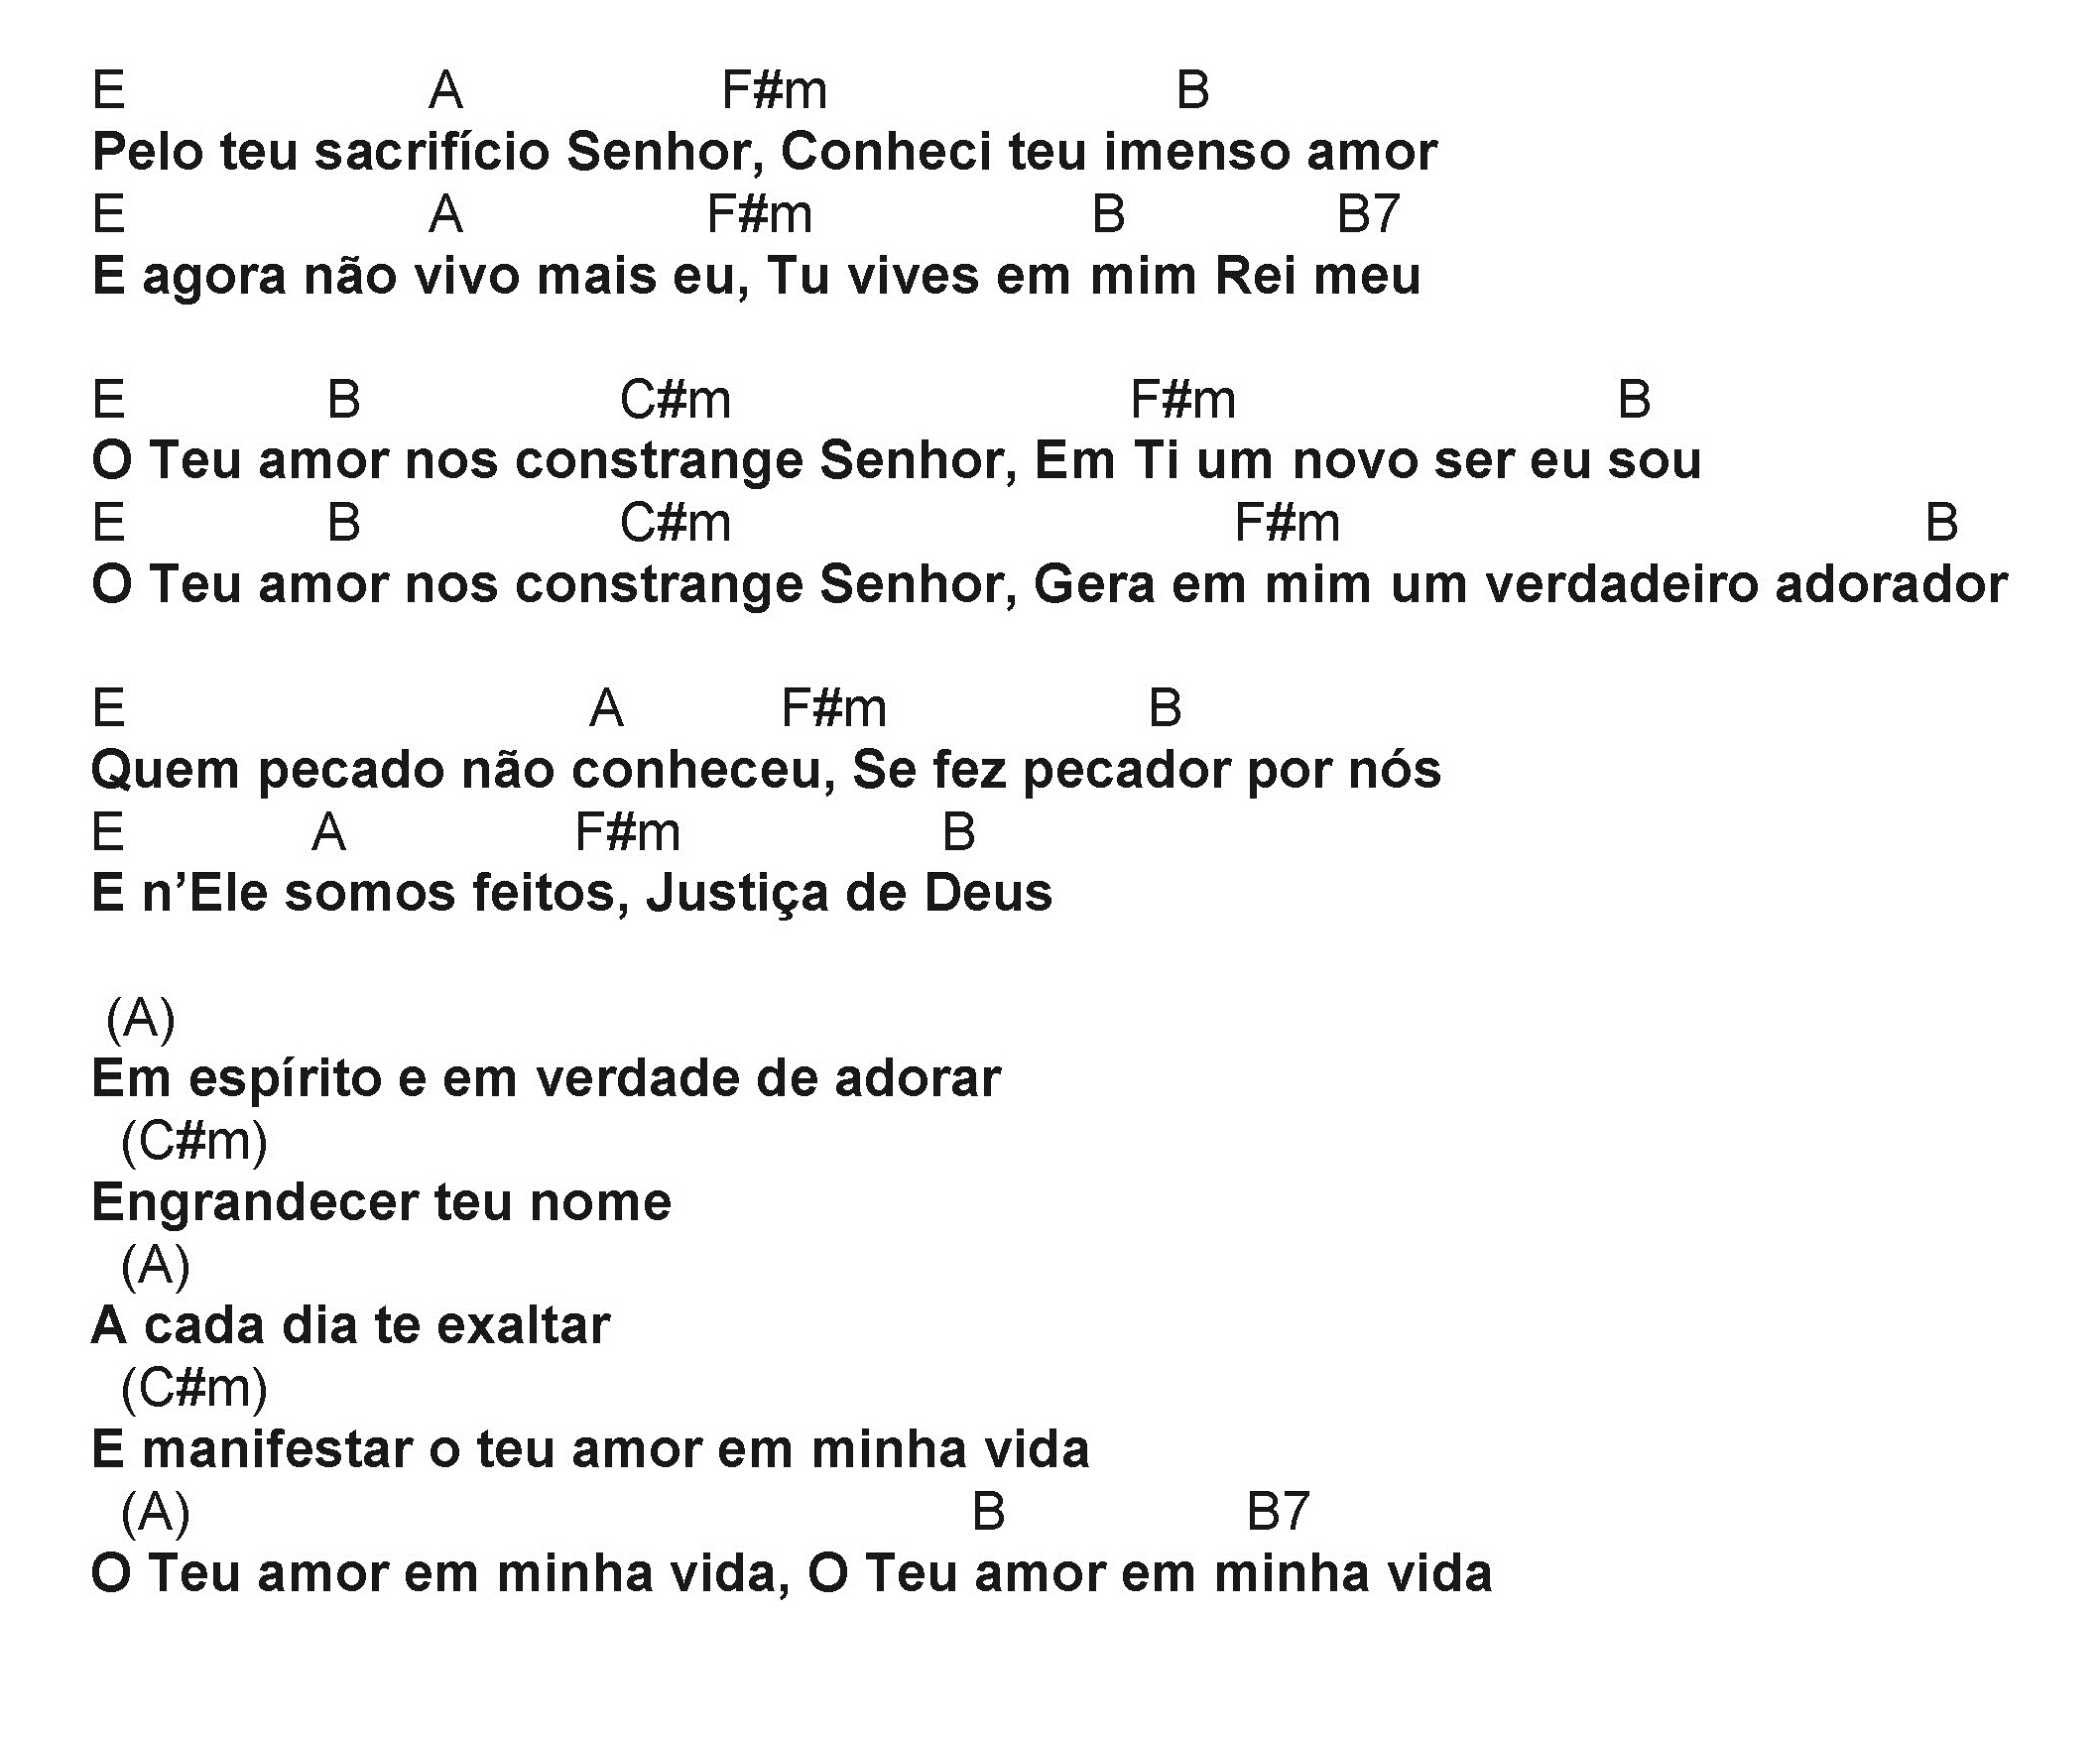 E A F#m B
Pelo teu sacrifício Senhor, Conheci teu imenso amor
E A F#m B B7
E agora não vivo mais eu, Tu vives em mim Rei meu
E B C#m F#m B
O Teu amor nos constrange Senhor, Em Ti um novo ser eu sou
E B C#m F#m B
O Teu amor nos constrange Senhor, Gera em mim um verdadeiro adorador
E A F#m B
Quem pecado não conheceu, Se fez pecador por nós
E A F#m B
E n’Ele somos feitos, Justiça de Deus
(A)
Em espírito e em verdade de adorar
(C#m)
Engrandecer teu nome
(A)
A cada dia te exaltar
(C#m)
E manifestar o teu amor em minha vida
(A) B B7
O Teu amor em minha vida, O Teu amor em minha vida